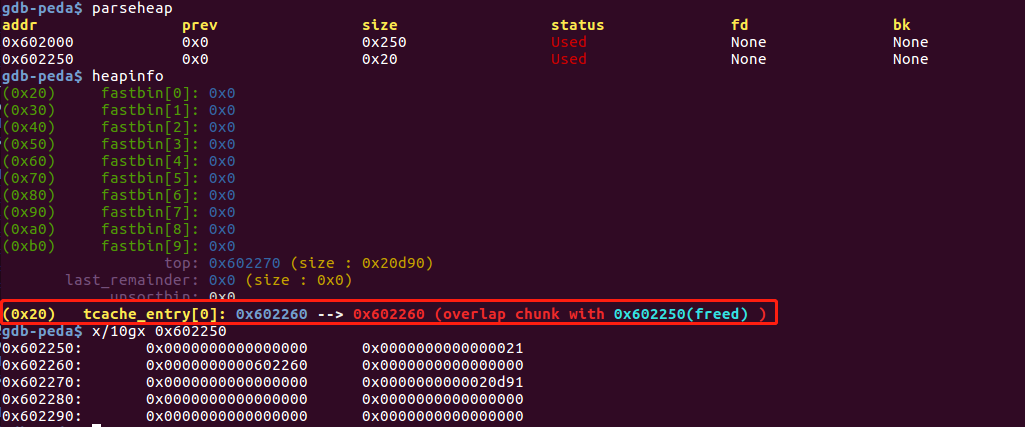 gdb-peda$ parseheap
addr prev size status fd bk
0x602000 0x0 0x250 Used None None
0x602250 0x0 0x20 Used None None
gdb-peda$ heapinfo
(0x20) fastbin[0]: 0x0
(0x30) fastbin[1]: 0x0
(0x40) fastbin[2]: 0x0
(0x50) fastbin[3]: 0x0
(0x60) fastbin[4]: 0x0
(0x70) fastbin[5]: 0x0
(0x80) fastbin[6]: 0x0
(0x90) fastbin[7]: 0x0
(0xa0) fastbin[8]: 0x0
(0xb0) fastbin[9]: 0x0
top: 0x602270 (size : 0x20d90)
last_remainder: 0x0 (size : 0x0)
unsortbin: 0x0
(0x20) tcache_entry[0]: 0x602260 --> 0x602260 (overlap chunk with 0x602250(freed) )
gdb-peda$ x/10gx 0x602250
0x602250: 0x0000000000000000 0x0000000000000021
0x602260: 0x0000000000602260 0x0000000000000000
0x602270: 0x0000000000000000 0x0000000000020d91
0x602280: 0x0000000000000000 0x0000000000000000
0x602290: 0x0000000000000000 0x0000000000000000